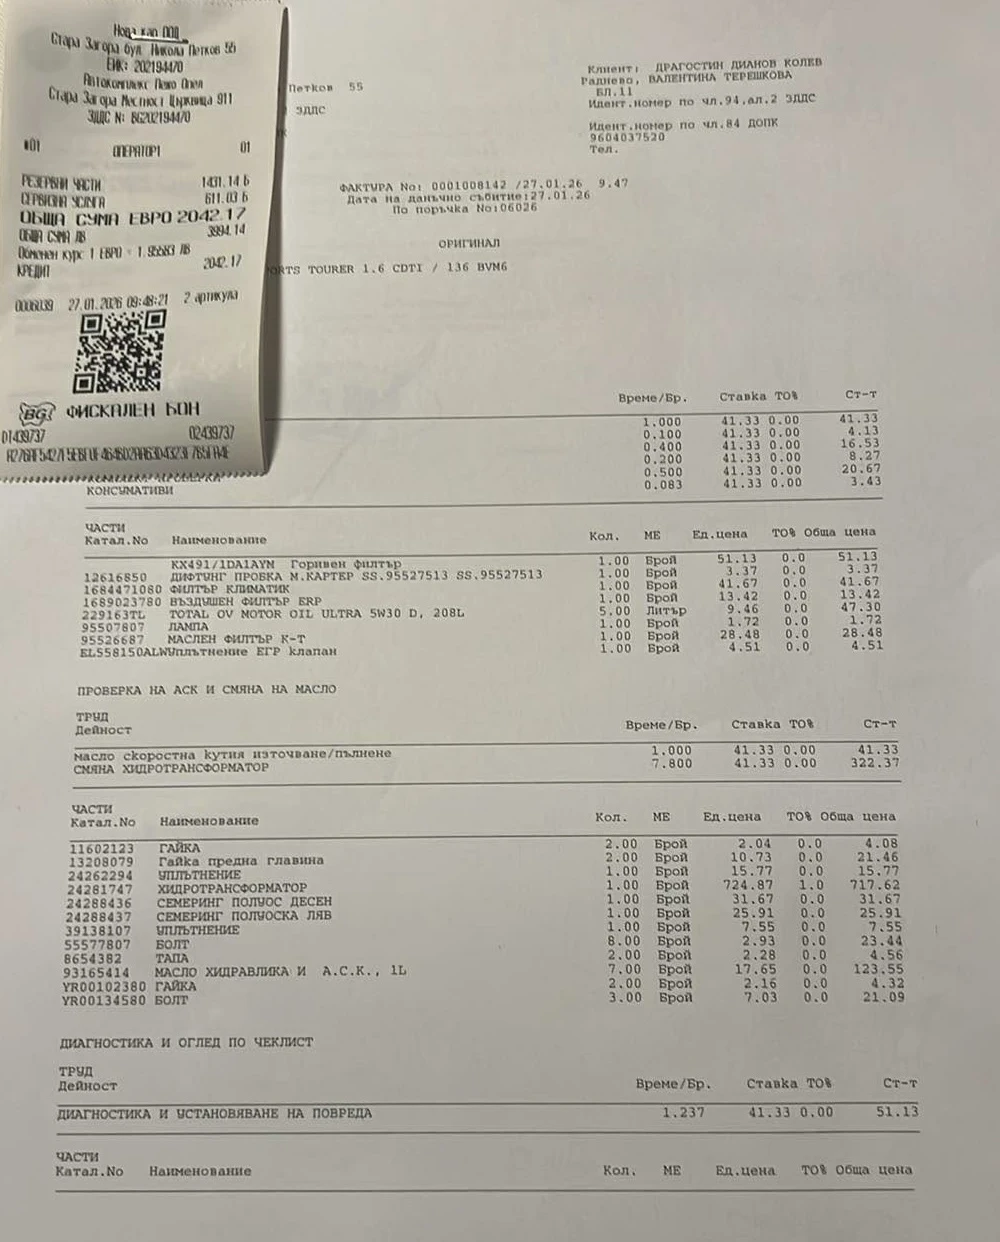 Нова кар ООД
Стара Загора бул. Никола Петков 55
ЕИК: 202194470
Автокомплекс Пежо Опел
Стара Загора Местност Църквица 911
ЗДДС N: BG202194470
#01 ОПЕРАТОР1 01
РЕЗЕРВНИ ЧАСТИ 1431.14 Б
СЕРВИЗНА УСЛУГА 611.03 Б
ОБЩА СУМА ЕВРО 2042.17
ОБЩА СУМА ЛВ 3994.14
Обменен курс: 1 ЕВРО = 1.95583 ЛВ
КРЕДИТ 2042.17
0006039 27.01.2026 09:48:21 2 артикула
BG ФИСКАЛЕН БОН
02439737
Петков 55
ЗДДС
Клиент: ДРАГОСТИН ДИАНОВ КОЛЕВ
Раднево, ВАЛЕНТИНА ТЕРЕШКОВА
БЛ.11
Идент.номер по чл.94,ал.2 ЗДДС
Идент.номер по чл.84 ДОПК
9604037520
Тел.
ФАКТУРА No: 0001008142 /27.01.26 9.47
Дата на данъчно събитие:27.01.26
По поръчка No:06026
ОРИГИНАЛ
ORTS TOURER 1.6 CDTI / 136 BVM6
Време/Бр. Ставка ТО% Ст-т
1.000 41.33 0.00 41.33
0.100 41.33 0.00 4.13
0.400 41.33 0.00 16.53
0.200 41.33 0.00 8.27
0.500 41.33 0.00 20.67
КОНСУМАТИВИ 0.083 41.33 0.00 3.43
ЧАСТИ
Катал.No Наименование Кол. МЕ Ед.цена ТО% Обща цена
KX491/1DA1AYM Горивен филтър 1.00 Брой 51.13 0.0 51.13
12616850 ДИФТУНГ ПРОБКА М.КАРТЕР SS.95527513 SS.95527513 1.00 Брой 3.37 0.0 3.37
1684471080 ФИЛТЪР КЛИМАТИК 1.00 Брой 41.67 0.0 41.67
1689023780 ВЪЗДУШЕН ФИЛТЪР ERP 1.00 Брой 13.42 0.0 13.42
229163TL TOTAL OV MOTOR OIL ULTRA 5W30 D, 208L 5.00 Литър 9.46 0.0 47.30
95507807 ЛАМПА 1.00 Брой 1.72 0.0 1.72
95526687 МАСЛЕН ФИЛТЪР К-Т 1.00 Брой 28.48 0.0 28.48
EL558150ALWУплътнение ЕГР клапан 1.00 Брой 4.51 0.0 4.51
ПРОВЕРКА НА АСК И СМЯНА НА МАСЛО
ТРУД
Дейност Време/Бр. Ставка ТО% Ст-т
масло скоростна кутия източване/пълнене 1.000 41.33 0.00 41.33
СМЯНА ХИДРОТРАНСФОРМАТОР 7.800 41.33 0.00 322.37
ЧАСТИ
Катал.No Наименование Кол. МЕ Ед.цена ТО% Обща цена
11602123 ГАЙКА 2.00 Брой 2.04 0.0 4.08
13208079 Гайка предна главина 2.00 Брой 10.73 0.0 21.46
24262294 УПЛЪТНЕНИЕ 1.00 Брой 15.77 0.0 15.77
24281747 ХИДРОТРАНСФОРМАТОР 1.00 Брой 724.87 1.0 717.62
24288436 СЕМЕРИНГ ПОЛУОС ДЕСЕН 1.00 Брой 31.67 0.0 31.67
24288437 СЕМЕРИНГ ПОЛУОСКА ЛЯВ 1.00 Брой 25.91 0.0 25.91
39138107 УПЛЪТНЕНИЕ 1.00 Брой 7.55 0.0 7.55
55577807 БОЛТ 8.00 Брой 2.93 0.0 23.44
8654382 ТАПА 2.00 Брой 2.28 0.0 4.56
93165414 МАСЛО ХИДРАВЛИКА И А.С.К., 1L 7.00 Брой 17.65 0.0 123.55
YR00102380 ГАЙКА 2.00 Брой 2.16 0.0 4.32
YR00134580 БОЛТ 3.00 Брой 7.03 0.0 21.09
ДИАГНОСТИКА И ОГЛЕД ПО ЧЕКЛИСТ
ТРУД
Дейност Време/Бр. Ставка ТО% Ст-т
ДИАГНОСТИКА И УСТАНОВЯВАНЕ НА ПОВРЕДА 1.237 41.33 0.00 51.13
ЧАСТИ
Катал.No Наименование Кол. МЕ Ед.цена ТО% Обща цена